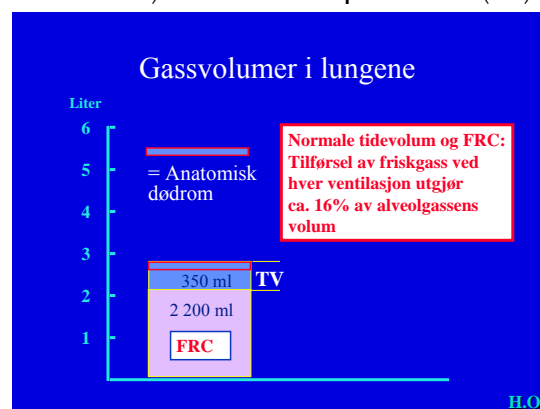 Gassvolumer i lungene
Liter
6
5
4
3
2
1
= Anatomisk
dødrom
Normale tidevolum og FRC:
Tilførsel av friskgass ved
hver ventilasjon utgjør
ca. 16% av alveolgassens
volum
350 ml
TV
2 200 ml
FRC
H.O